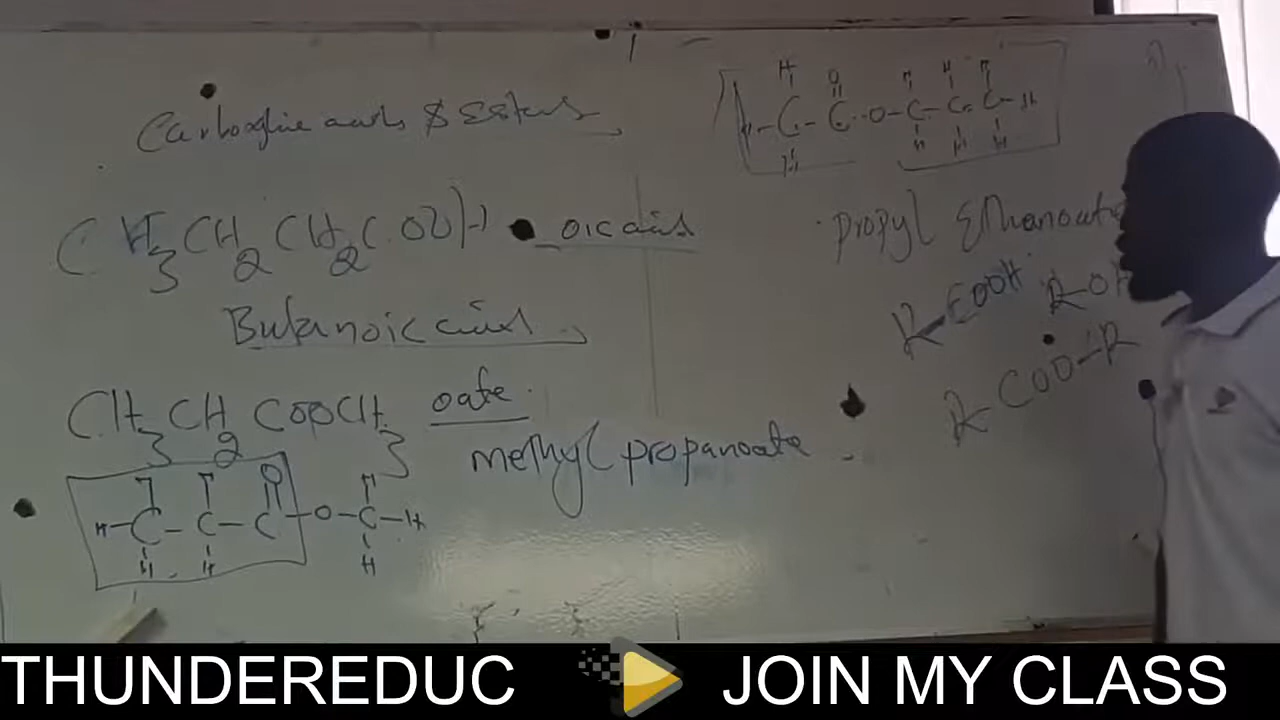 Carboxylic acids & Esters
CH3CH2CH2COOH - oic acids
Butanoic acid
CH3CH2COOCH3 oate
methyl propanoate
H H O H
H-C-C-C-O-C-H
H H H
H O H H H
H-C-C-O-C-C-C-H
H H H H
Propyl Ethanoate
R-COOH R-OH
R-COO-R
THUNDEREDUC JOIN MY CLASS